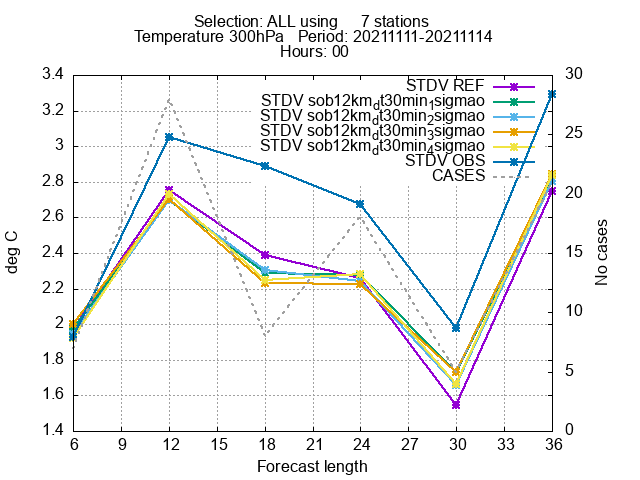 Selection: ALL using 7 stations
Temperature 300hPa Period: 20211111-20211114
Hours: 00
3.4
3.2
3
2.8
2.6
2.4
2.2
2
1.8
1.6
1.4
deg C
STDV REF
STDV sob12km_dt30min_1sigmao
STDV sob12km_dt30min_2sigmao
STDV sob12km_dt30min_3sigmao
STDV sob12km_dt30min_4sigmao
STDV OBS
CASES
30
25
20
15
10
5
0
No cases
6 9 12 15 18 21 24 27 30 33 36
Forecast length